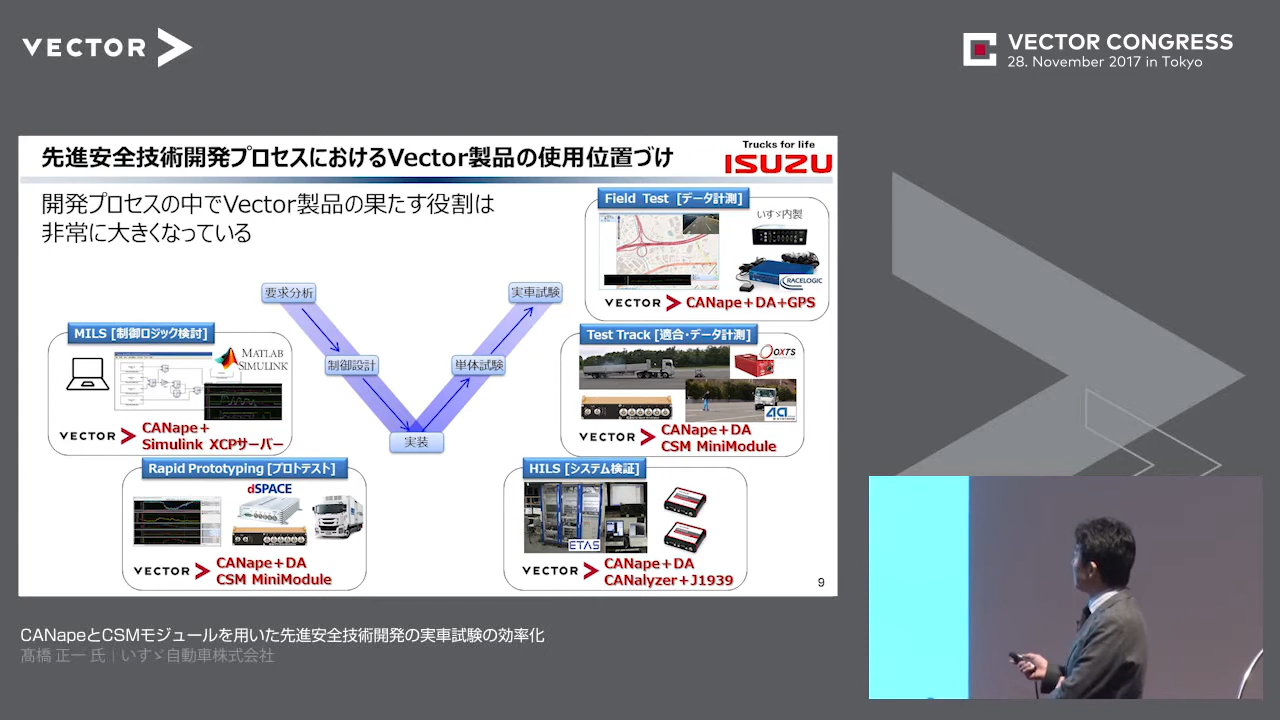 VECTOR
VECTOR CONGRESS
28. November 2017 in Tokyo
先進安全技術開発プロセスにおけるVector製品の使用位置づけ
Trucks for life
ISUZU
開発プロセスの中でVector製品の果たす役割は
非常に大きくなっている
Field Test [データ計測]
いすゞ内製
RACELOGIC
VECTOR CANape+DA+GPS
要求分析
実車試験
制御設計
単体試験
実装
MILS [制御ロジック検討]
MATLAB
SIMULINK
VECTOR
CANape+
Simulink XCPサーバー
Test Track [適合・データ計測]
OXTS
VECTOR
CANape+DA
CSM MiniModule
Rapid Prototyping [プロトテスト]
dSPACE
VECTOR
CANape+DA
CSM MiniModule
HILS [システム検証]
ETAS
VECTOR
CANape+DA
CANalyzer+J1939
9
CANapeとCSMモジュールを用いた先進安全技術開発の実車試験の効率化
髙橋 正一 氏 | いすゞ自動車株式会社